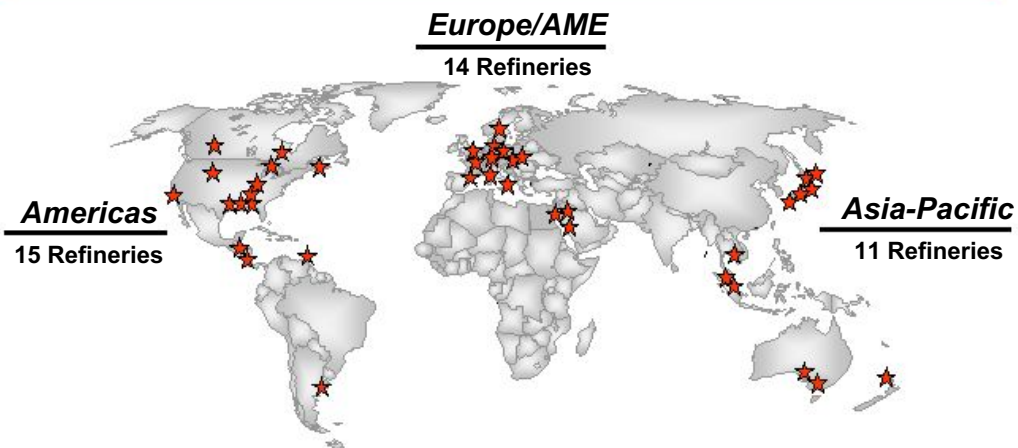 Europe/AME
14 Refineries
Americas
15 Refineries
Asia-Pacific
11 Refineries